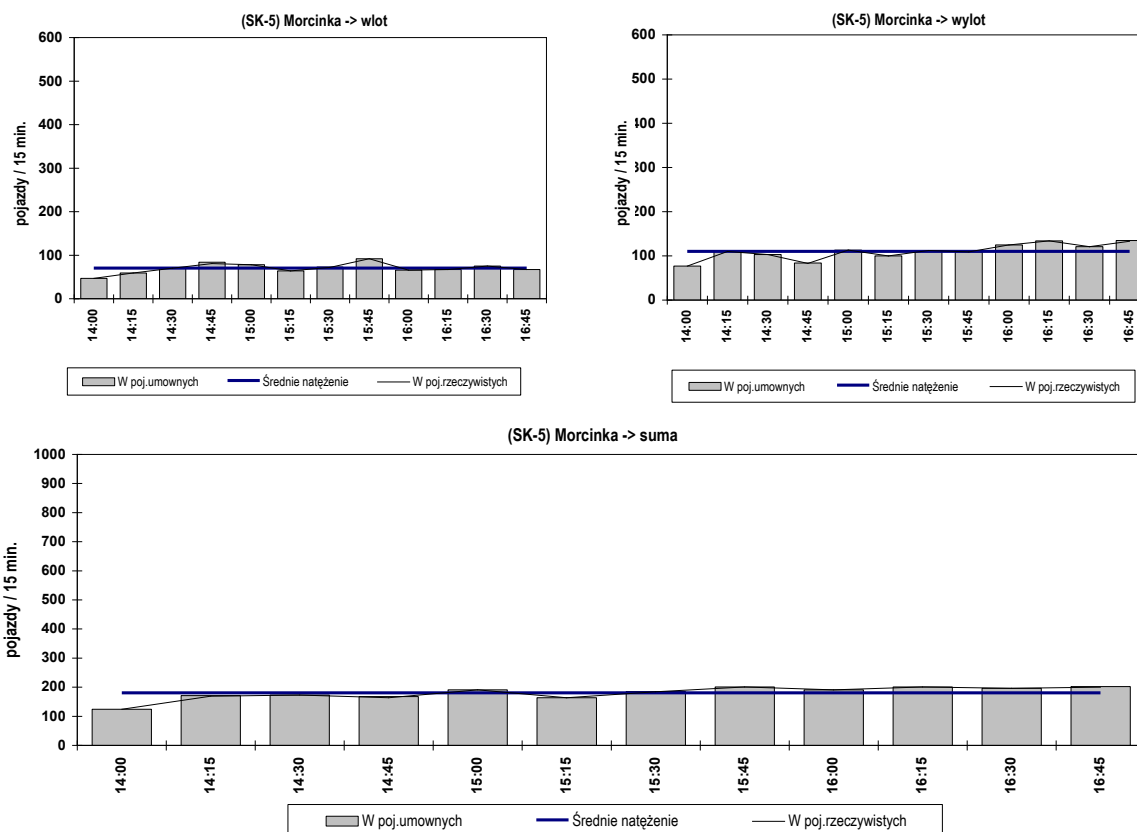 (SK-5) Morcinka -> wlot
pojazdy / 15 min.
600
500
400
300
200
100
0
14:00 14:15 14:30 14:45 15:00 15:15 15:30 15:45 16:00 16:15 16:30 16:45
W poj.umownych Średnie natężenie W poj.rzeczywistych
(SK-5) Morcinka -> wylot
pojazdy / 15 min.
600
500
400
300
200
100
0
14:00 14:15 14:30 14:45 15:00 15:15 15:30 15:45 16:00 16:15 16:30 16:45
W poj.umownych Średnie natężenie W poj.rzeczywistych
(SK-5) Morcinka -> suma
pojazdy / 15 min.
1000
900
800
700
600
500
400
300
200
100
0
14:00 14:15 14:30 14:45 15:00 15:15 15:30 15:45 16:00 16:15 16:30 16:45
W poj.umownych Średnie natężenie W poj.rzeczywistych